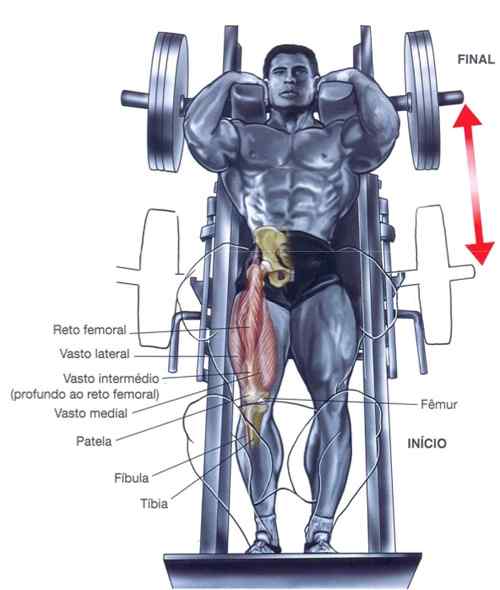 FINAL
Reto femoral
Vasto lateral
Vasto intermédio
(profundo ao reto femoral)
Vasto medial
Patela
Fíbula
Tíbia
Fêmur
INÍCIO